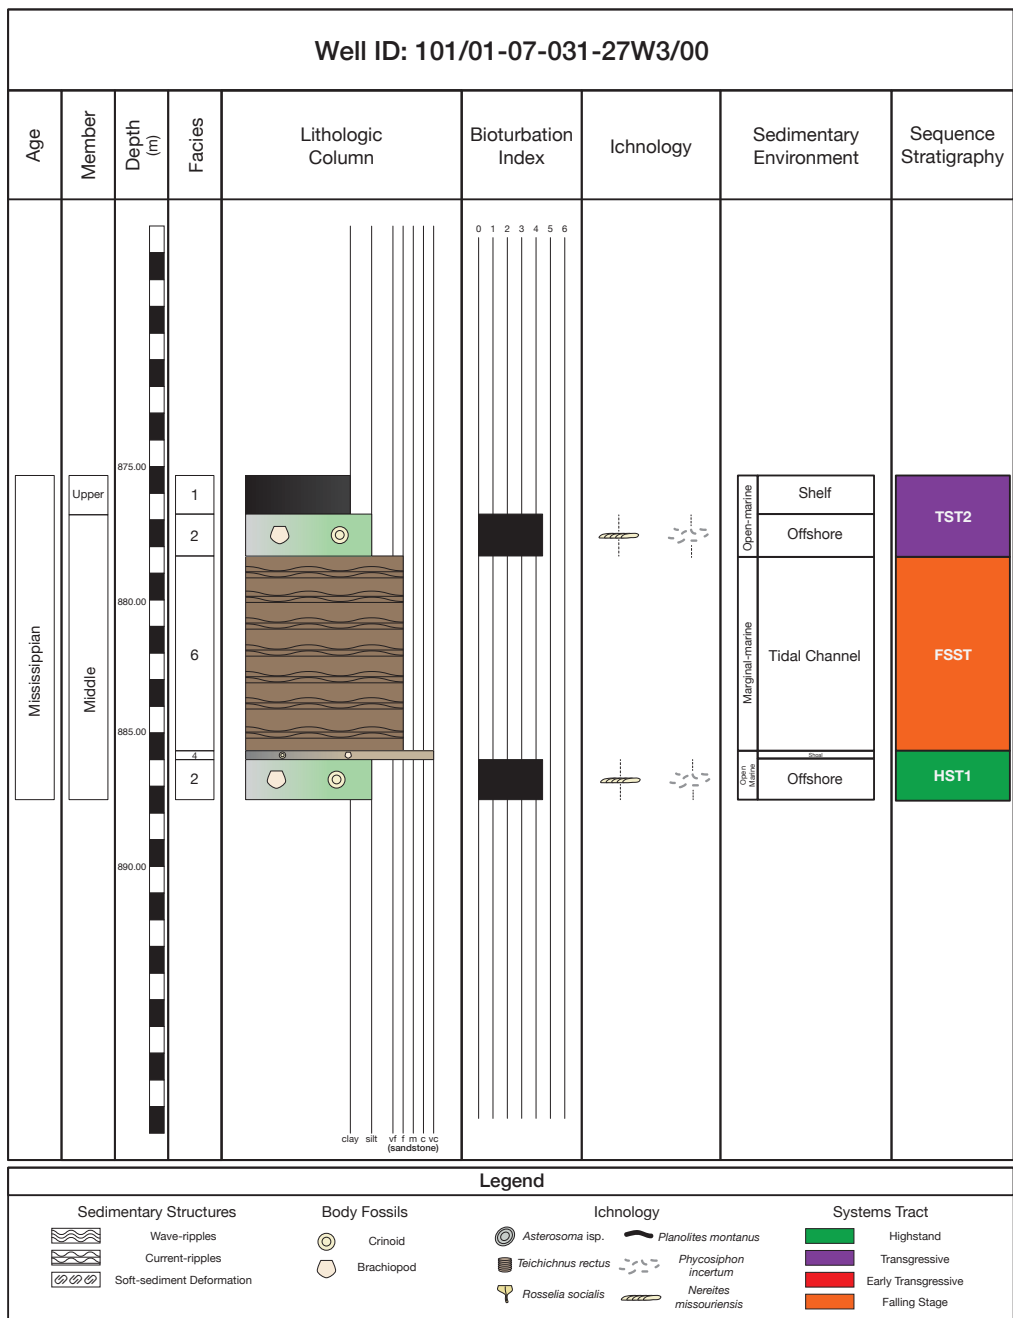 Well ID: 101/01-07-031-27W3/00
Age
Member
Depth
(m)
Facies
Lithologic
Column
Bioturbation
Index
Ichnology
Sedimentary
Environment
Sequence
Stratigraphy
0 1 2 3 4 5 6
875.00
880.00
885.00
890.00
Mississippian
Upper
Middle
1
2
6
4
2
Open-marine
Marginal-marine
Open
Marine
Shelf
Offshore
Tidal Channel
Shoal
Offshore
TST2
FSST
HST1
clay silt vf f m c vc
(sandstone)
Legend
Sedimentary Structures
Wave-ripples
Current-ripples
Soft-sediment Deformation
Body Fossils
Crinoid
Brachiopod
Ichnology
Asterosoma isp.
Teichichnus rectus
Rosselia socialis
Planolites montanus
Phycosiphon
incertum
Nereites
missouriensis
Systems Tract
Highstand
Transgressive
Early Transgressive
Falling Stage